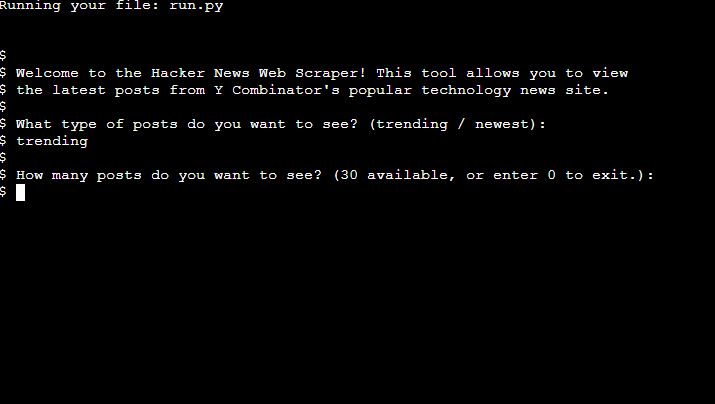 Running your file: run.py
$
$ Welcome to the Hacker News Web Scraper! This tool allows you to view
$ the latest posts from Y Combinator's popular technology news site.
$
$ What type of posts do you want to see? (trending / newest):
$ trending
$
$ How many posts do you want to see? (30 available, or enter 0 to exit.):
$